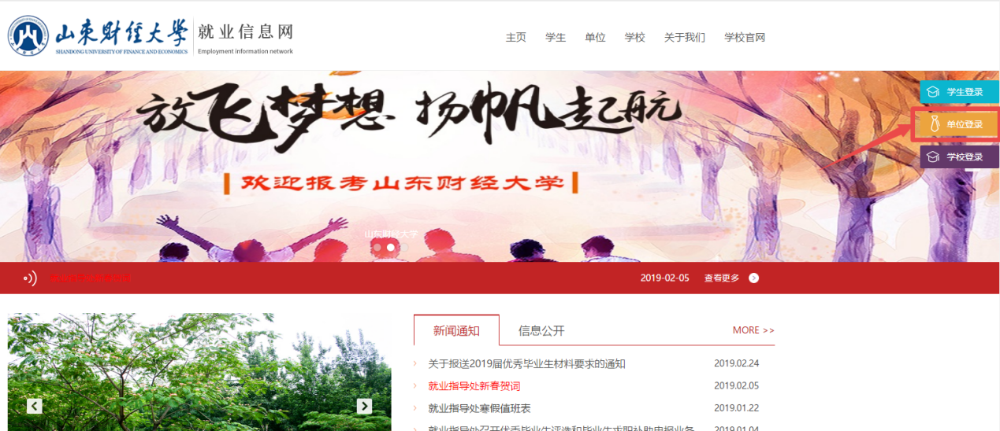 山东财经大学 就业信息网
SHANDONG UNIVERSITY OF FINANCE AND ECONOMICS Employment information network
主页 学生 单位 学校 关于我们 学校官网
放飞梦想 扬帆起航
学生登录
单位登录
学校登录
欢迎报考山东财经大学
山东财经大学
2019-02-05 查看更多
新闻通知 信息公开 MORE >>
关于报送2019届优秀毕业生材料要求的通知 2019.02.24
就业指导处新春贺词 2019.02.05
就业指导处寒假值班表 2019.01.22
就业指导处召开优秀毕业生评选和毕业生求职补助申报业务 2019.01.04